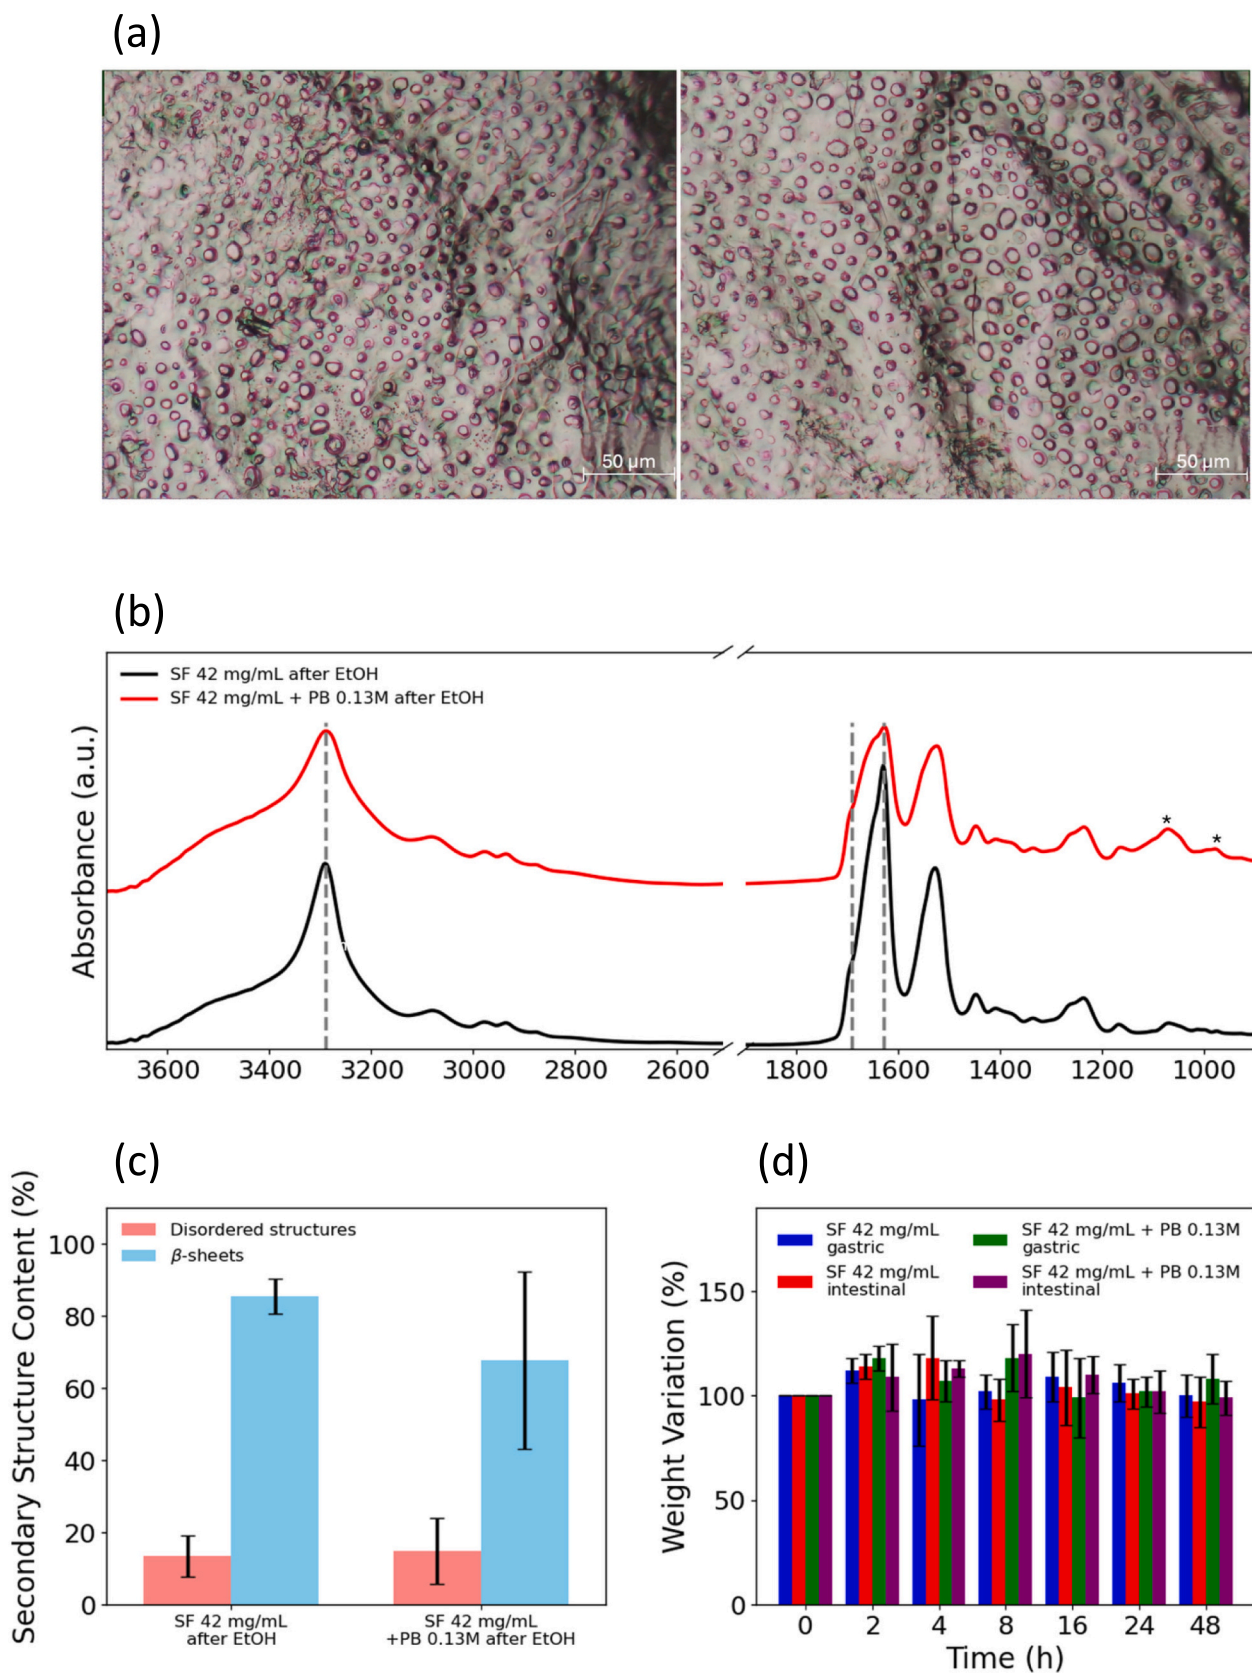 (a)
50 µm
50 µm
(b)
SF 42 mg/mL after EtOH
SF 42 mg/mL + PB 0.13M after EtOH
Absorbance (a.u.)
*
*
3600 3400 3200 3000 2800 2600 1800 1600 1400 1200 1000
(c)
Secondary Structure Content (%)
Disordered structures
β-sheets
100
80
60
40
20
0
SF 42 mg/mL
after EtOH
SF 42 mg/mL
+PB 0.13M after EtOH
(d)
Weight Variation (%)
SF 42 mg/mL
gastric
SF 42 mg/mL
intestinal
SF 42 mg/mL + PB 0.13M
gastric
SF 42 mg/mL + PB 0.13M
intestinal
150
100
50
0
0 2 4 8 16 24 48
Time (h)